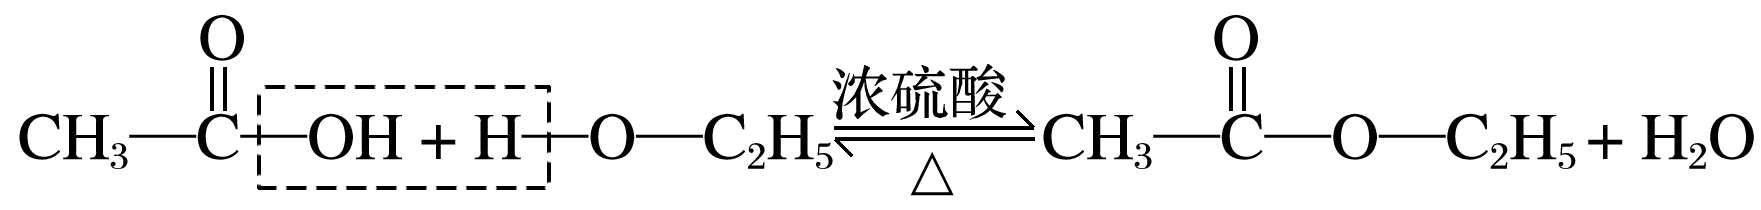 O O
浓硫酸
CH₃—C—OH + H—O—C₂H₅ ⇌ CH₃—C—O—C₂H₅ + H₂O
△